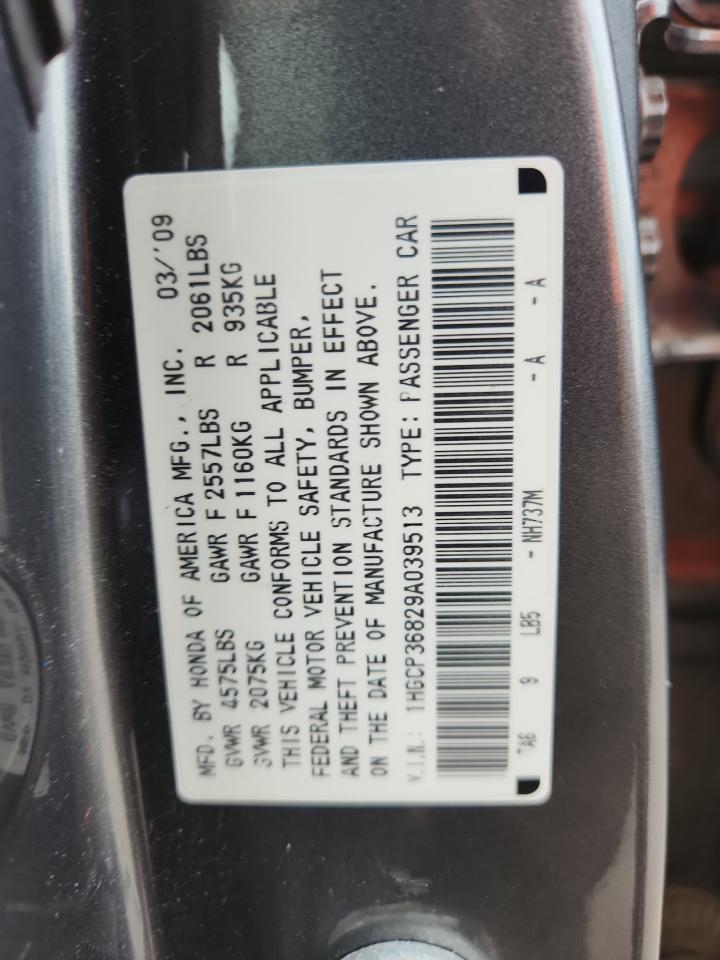 MFD. BY HONDA OF AMERICA MFG., INC. 03/'09
GVWR 4575LBS GAWR F 2557LBS R 2061LBS
GVWR 2075KG GAWR F 1160KG R 935KG
THIS VEHICLE CONFORMS TO ALL APPLICABLE
FEDERAL MOTOR VEHICLE SAFETY, BUMPER,
AND THEFT PREVENTION STANDARDS IN EFFECT
ON THE DATE OF MANUFACTURE SHOWN ABOVE.
V.I.N.: 1HGCP36829A039513 TYPE: PASSENGER CAR
TA6 9 LB5 - NH737M - A - A